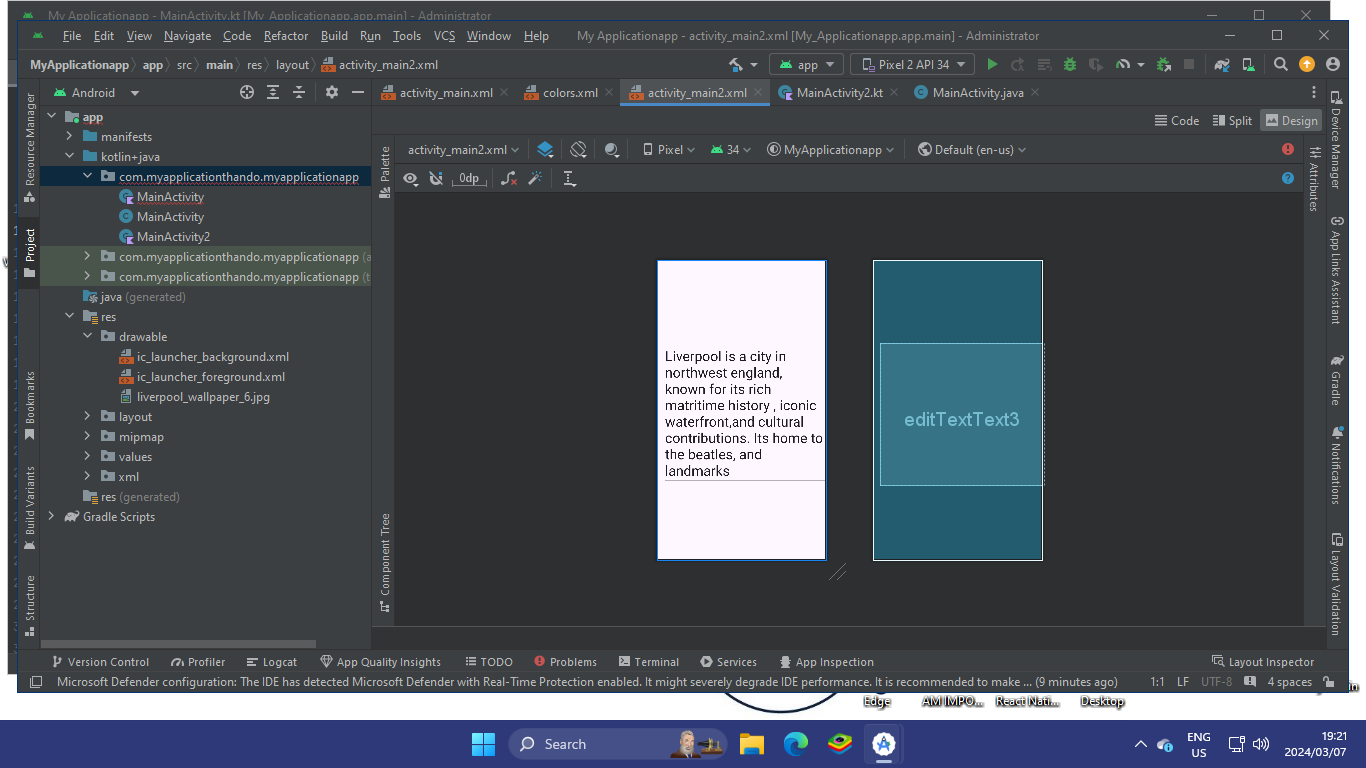 My Applicationapp - MainActivity.kt [My_Applicationapp.app.main] - Administrator
File Edit View Navigate Code Refactor Build Run Tools VCS Window Help My Applicationapp - activity_main2.xml [My_Applicationapp.app.main] - Administrator
MyApplicationapp app src main res layout activity_main2.xml app Pixel 2 API 34
Android activity_main.xml colors.xml activity_main2.xml MainActivity2.kt MainActivity.java
Resource Manager
Project
Bookmarks
Build Variants
Structure
app
manifests
kotlin+java
com.myapplicationthando.myapplicationapp
MainActivity
MainActivity
MainActivity2
com.myapplicationthando.myapplicationapp (a
com.myapplicationthando.myapplicationapp (t
java (generated)
res
drawable
ic_launcher_background.xml
ic_launcher_foreground.xml
liverpool_wallpaper_6.jpg
layout
mipmap
values
xml
res (generated)
Gradle Scripts
Code Split Design
Palette
Component Tree
activity_main2.xml Pixel 34 MyApplicationapp Default (en-us)
0dp
Liverpool is a city in
northwest england,
known for its rich
matritime history , iconic
waterfront,and cultural
contributions. Its home to
the beatles, and
landmarks
editTextText3
Attributes
Device Manager
App Links Assistant
Gradle
Notifications
Layout Validation
Version Control Profiler Logcat App Quality Insights TODO Problems Terminal Services App Inspection Layout Inspector
Microsoft Defender configuration: The IDE has detected Microsoft Defender with Real-Time Protection enabled. It might severely degrade IDE performance. It is recommended to make ... (9 minutes ago) 1:1 LF UTF-8 4 spaces
Edge AM IMPO... React Nati... Desktop
Search
ENG
US
19:21
2024/03/07